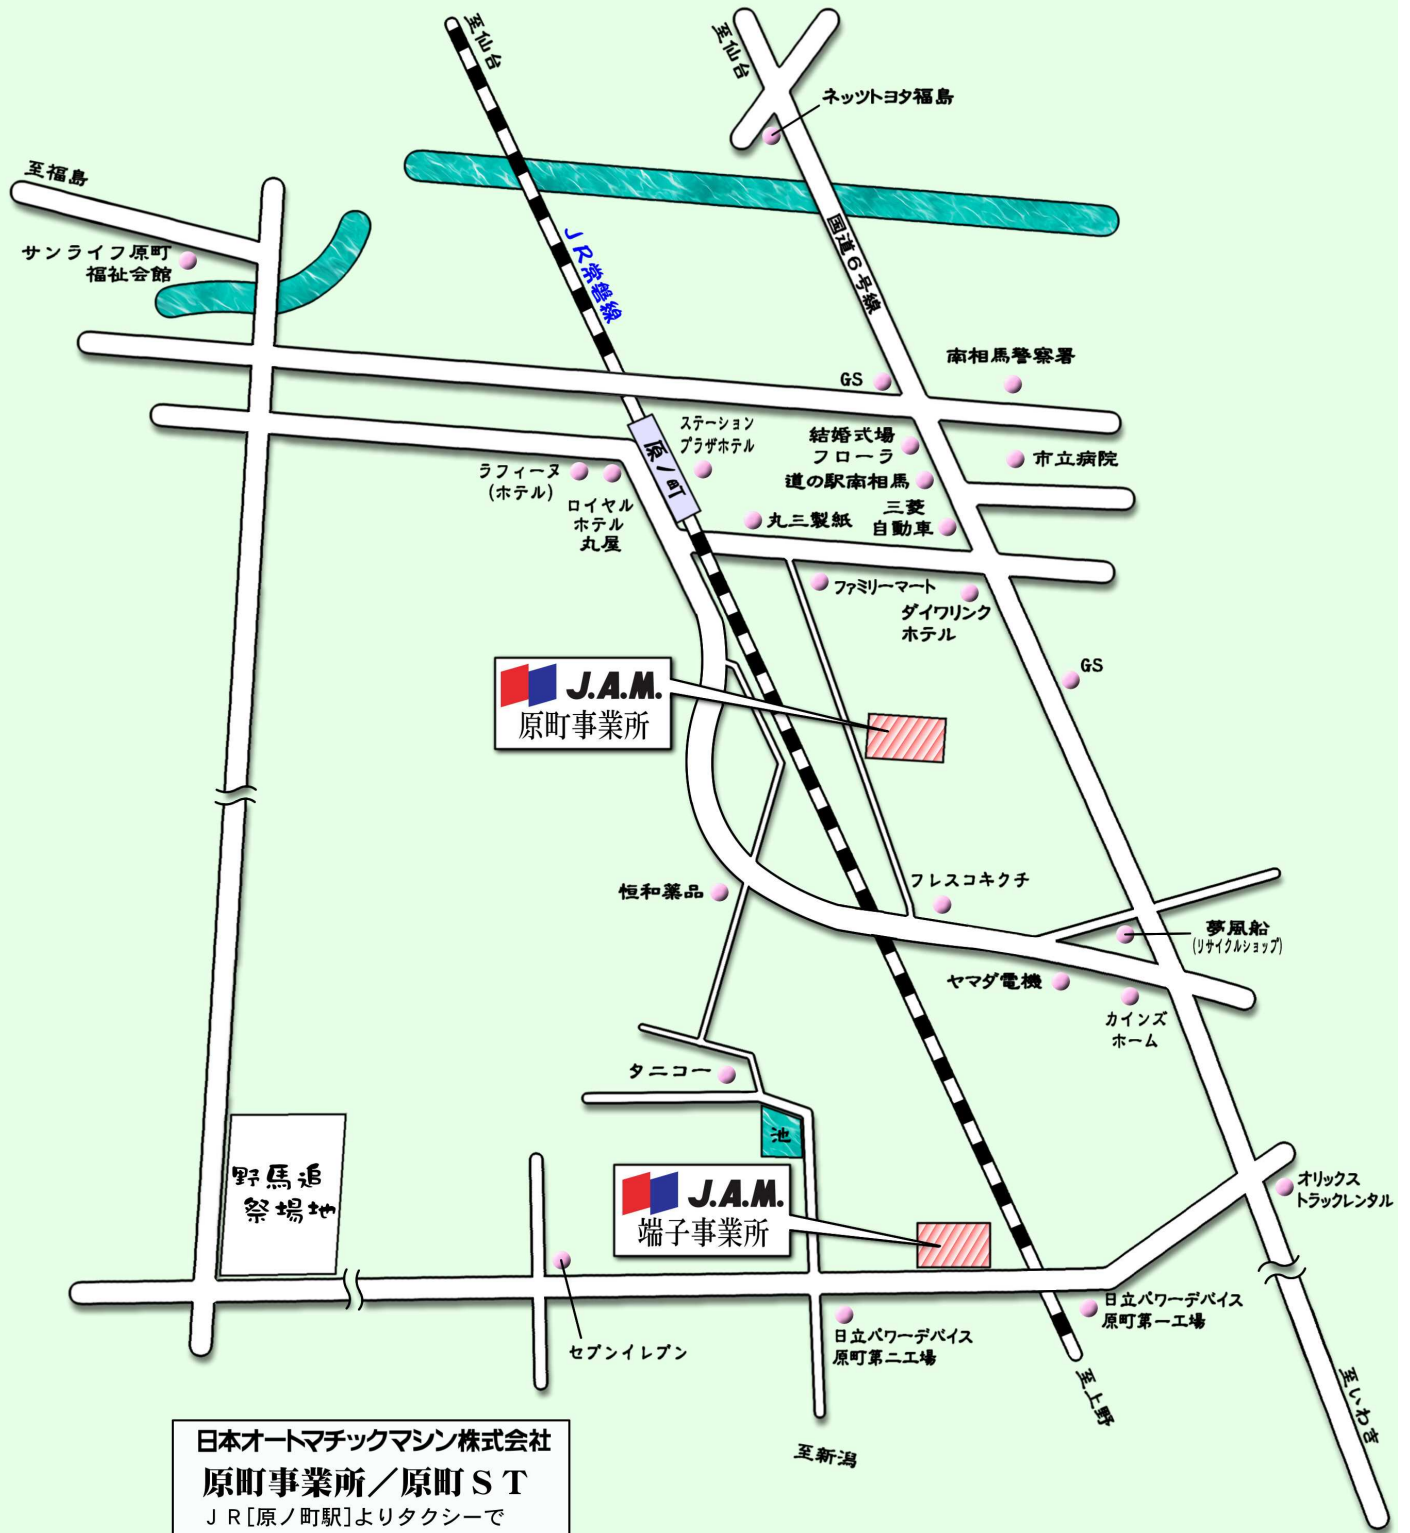 至仙台
至仙台
ネッツトヨタ福島
至福島
サンライフ原町
福祉会館
JR常磐線
国道6号線
南相馬警察署
GS
ステーション
プラザホテル
結婚式場
フローラ
市立病院
原ノ町
ラフィーヌ
(ホテル)
道の駅南相馬
ロイヤル
ホテル
丸屋
丸三製紙
三菱
自動車
ファミリーマート
ダイワリンク
ホテル
GS
J.A.M.
原町事業所
フレスコキクチ
恒和薬品
夢風船
(リサイクルショップ)
ヤマダ電機
カインズ
ホーム
タニコー
池
野馬追
祭場地
J.A.M.
端子事業所
オリックス
トラックレンタル
日立パワーデバイス
原町第一工場
日立パワーデバイス
原町第二工場
セブンイレブン
至上野
至いわき
至新潟
日本オートマチックマシン株式会社
原町事業所／原町ST
JR[原ノ町駅]よりタクシーで